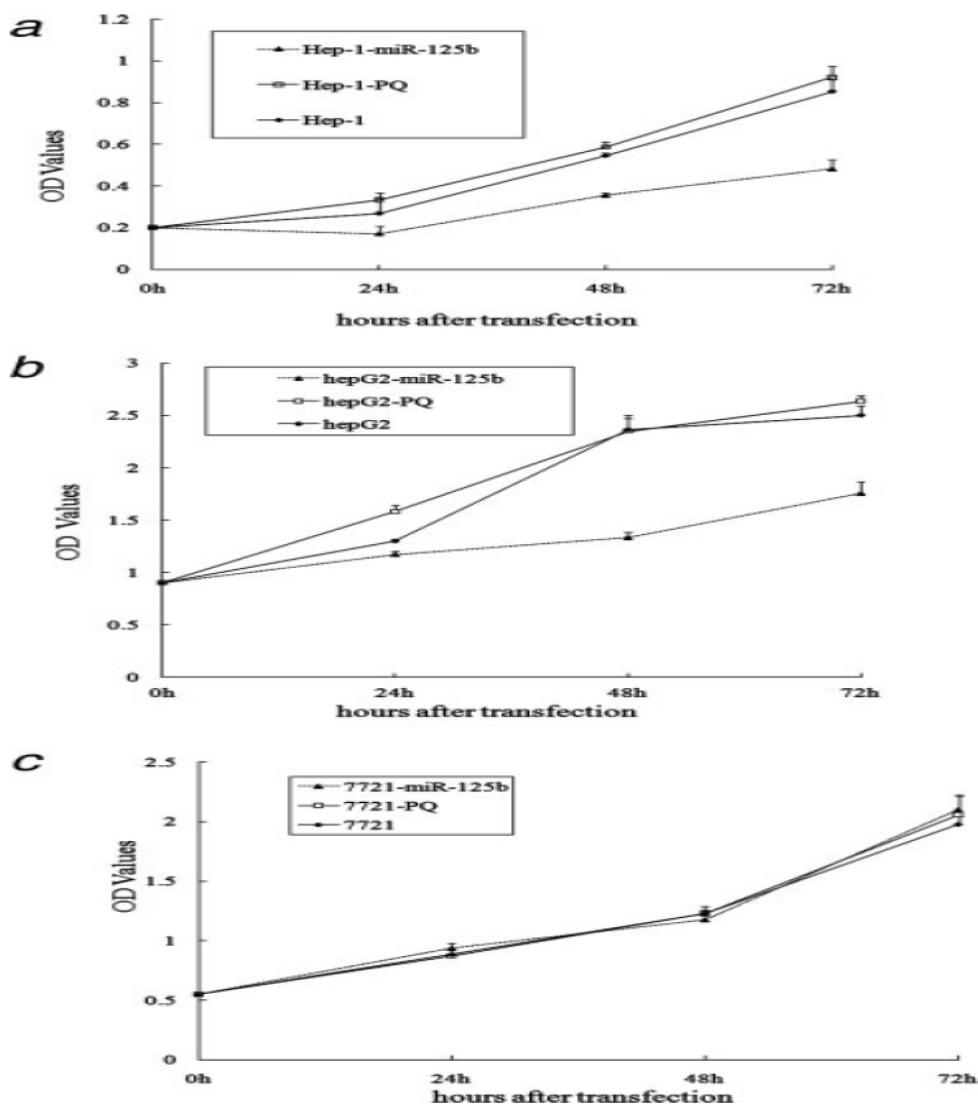 a
1.2
1
0.8
0.6
0.4
0.2
0
OD Values
Hep-1-miR-125b
Hep-1-PQ
Hep-1
0h 24h 48h 72h
hours after transfection
b
3
2.5
2
1.5
1
0.5
0
OD Values
hepG2-miR-125b
hepG2-PQ
hepG2
0h 24h 48h 72h
hours after transfection
c
2.5
2
1.5
1
0.5
0
OD Values
7721-miR-125b
7721-PQ
7721
0h 24h 48h 72h
hours after transfection